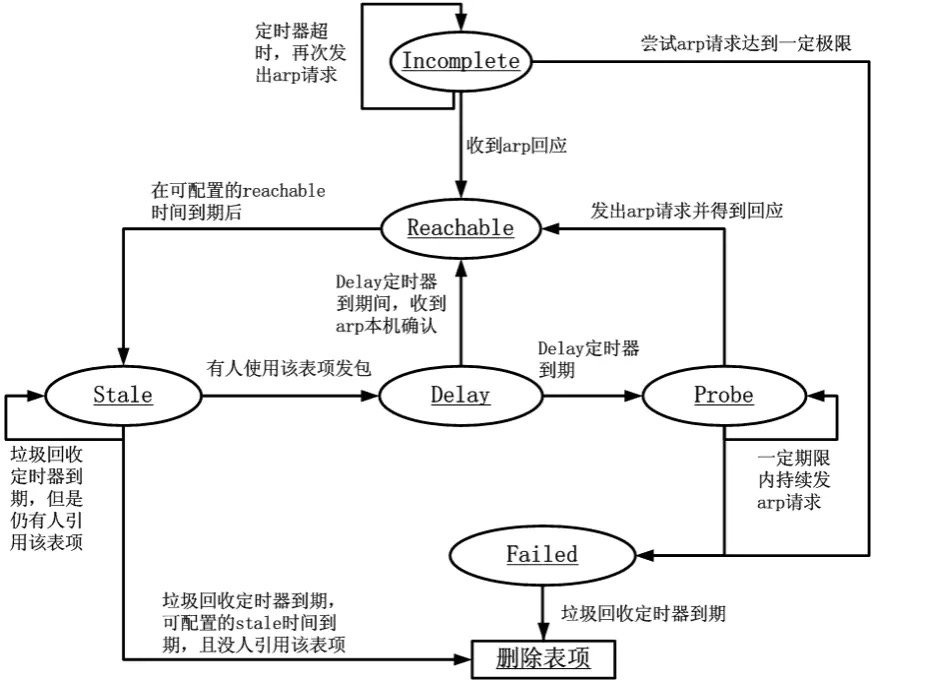 定时器超
时，再次发
出arp请求
Incomplete
尝试arp请求达到一定极限
收到arp回应
在可配置的reachable
时间到期后
Reachable
发出arp请求并得到回应
Delay定时器
到期间，收到
arp本机确认
Delay定时器
到期
有人使用该表项发包
Stale
Delay
Probe
垃圾回收
定时器到
期，但是
仍有人引
用该表项
一定期限
内持续发
arp请求
Failed
垃圾回收定时器到期，
可配置的stale时间到
期，且没人引用该表项
垃圾回收定时器到期
删除表项